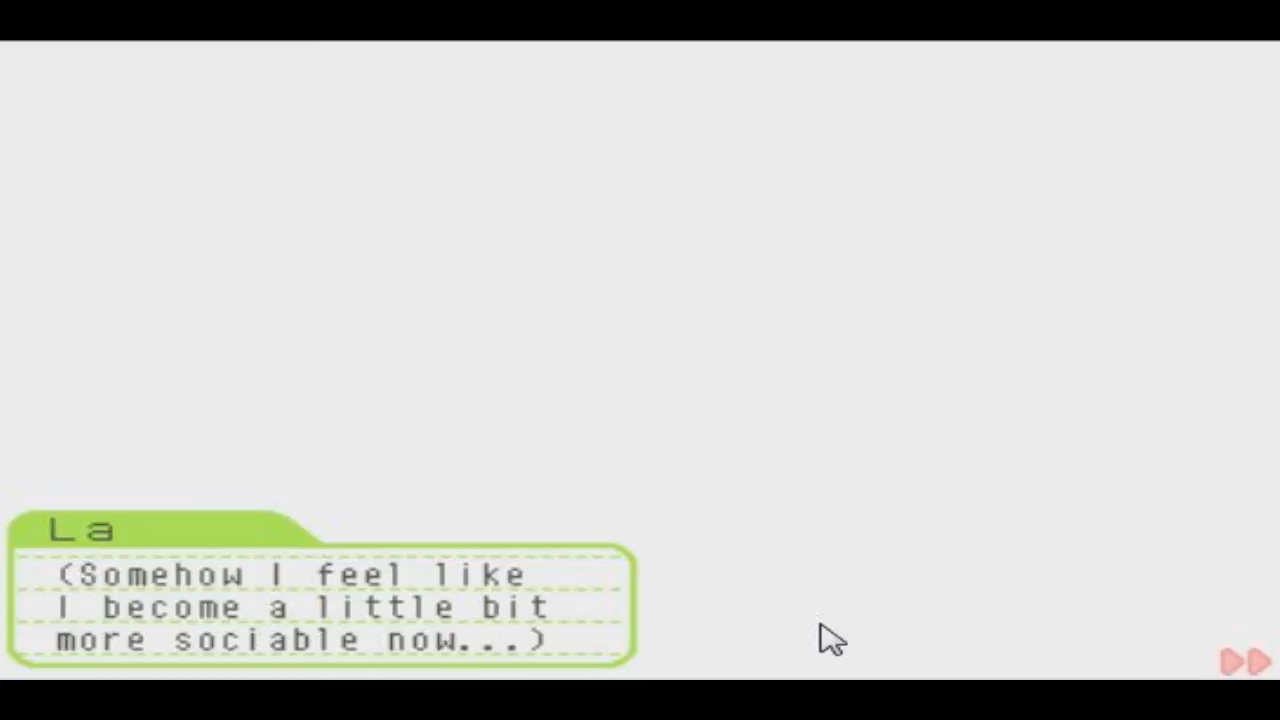 La
(Somehow I feel like
I become a little bit
more sociable now...)